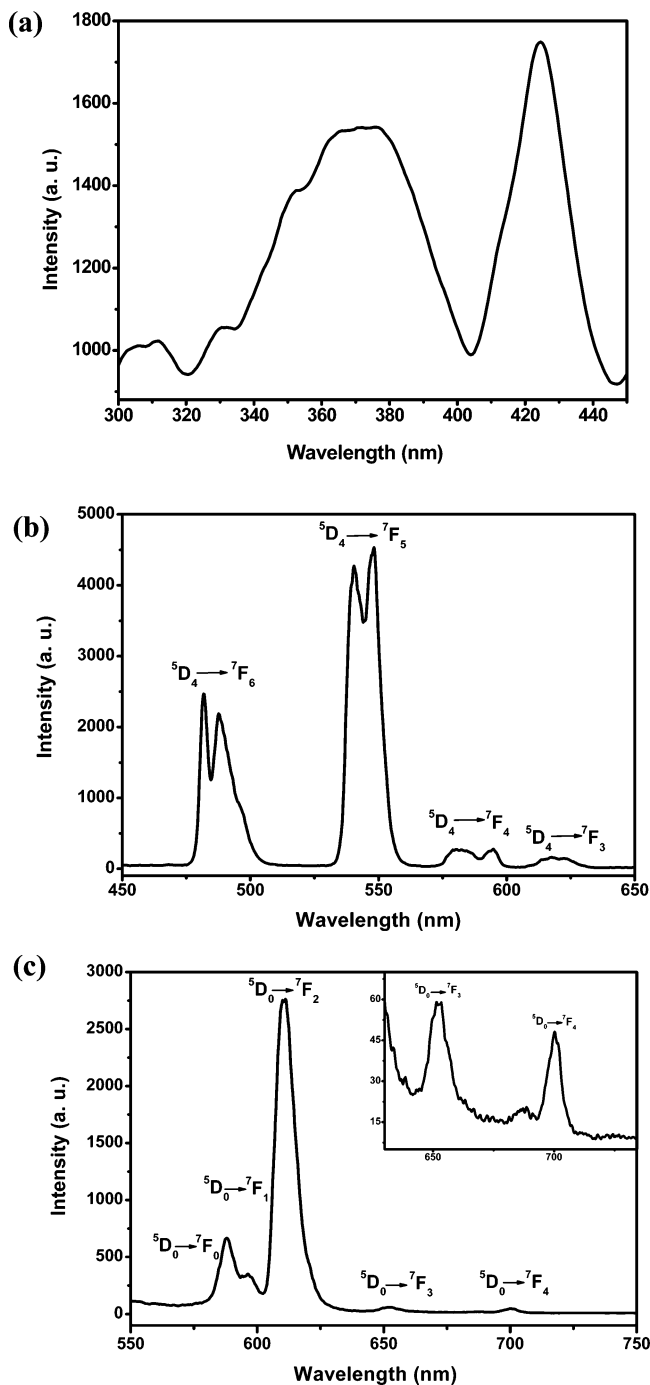 (a)
1800
1600
1400
1200
1000
Intensity (a. u.)
300 320 340 360 380 400 420 440
Wavelength (nm)
(b)
5000
4000
3000
2000
1000
0
Intensity (a. u.)
⁵D₄→⁷F₆
⁵D₄→⁷F₅
⁵D₄→⁷F₄
⁵D₄→⁷F₃
450 500 550 600 650
Wavelength (nm)
(c)
3000
2500
2000
1500
1000
500
0
Intensity (a. u.)
⁵D₀→⁷F₂
⁵D₀→⁷F₁
⁵D₀→⁷F₀
⁵D₀→⁷F₃
⁵D₀→⁷F₄
60
45
30
15
⁵D₀→⁷F₃
⁵D₀→⁷F₄
650 700
550 600 650 700 750
Wavelength (nm)